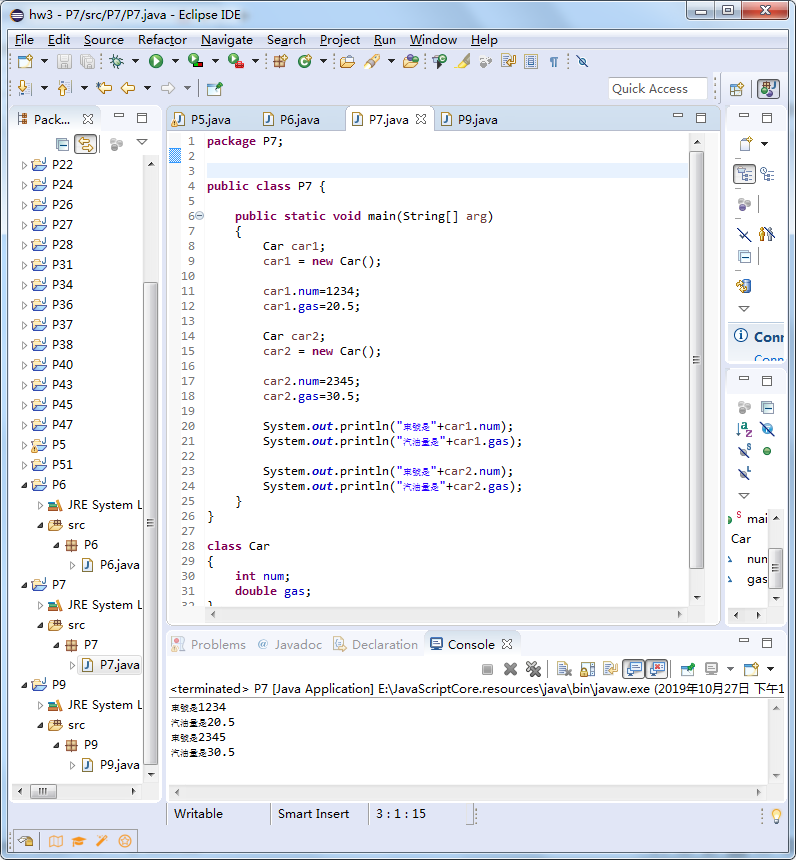 hw3 - P7/src/P7/P7.java - Eclipse IDE
File Edit Source Refactor Navigate Search Project Run Window Help
Quick Access
Pack...
P22
P24
P26
P27
P28
P31
P34
P36
P37
P38
P40
P43
P45
P47
P5
P51
P6
JRE System L
src
P6
P6.java
P7
JRE System L
src
P7
P7.java
P9
JRE System L
src
P9
P9.java
P5.java P6.java P7.java P9.java
1 package P7;
2
3
4 public class P7 {
5
6 public static void main(String[] arg)
7 {
8 Car car1;
9 car1 = new Car();
10
11 car1.num=1234;
12 car1.gas=20.5;
13
14 Car car2;
15 car2 = new Car();
16
17 car2.num=2345;
18 car2.gas=30.5;
19
20 System.out.println("車號是"+car1.num);
21 System.out.println("汽油量是"+car1.gas);
22
23 System.out.println("車號是"+car2.num);
24 System.out.println("汽油量是"+car2.gas);
25 }
26 }
27
28 class Car
29 {
30 int num;
31 double gas;
32 }
Conn
Conn
mai
Car
num
gas
Problems @ Javadoc Declaration Console
<terminated> P7 [Java Application] E:\JavaScriptCore.resources\java\bin\javaw.exe (2019年10月27日 下午1
車號是1234
汽油量是20.5
車號是2345
汽油量是30.5
Writable Smart Insert 3 : 1 : 15